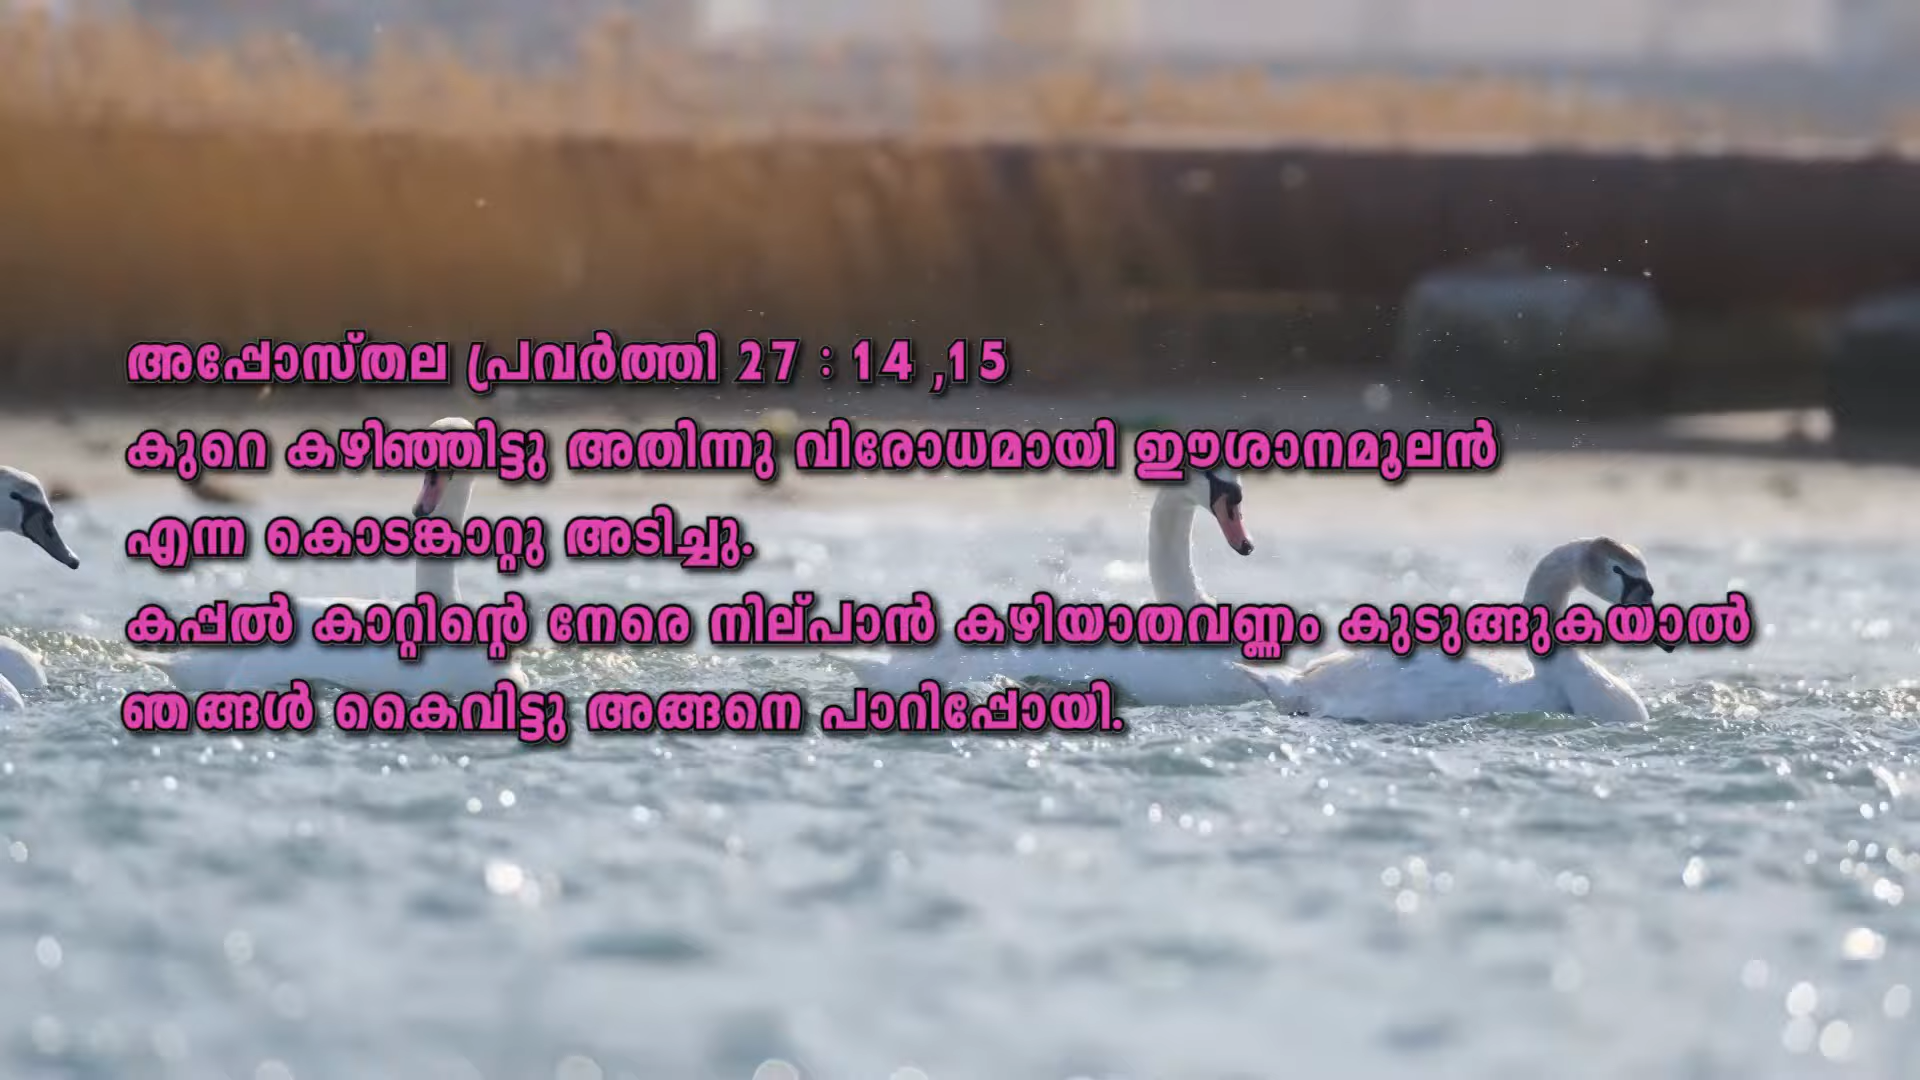 അപ്പോസ്തല പ്രവർത്തി 27 : 14 ,15
കുറെ കഴിഞ്ഞിട്ടു അതിന്നു വിരോധമായി ഈശാനമൂലൻ
എന്ന കൊടങ്കാറ്റു അടിച്ചു.
കപ്പൽ കാറ്റിന്റെ നേരെ നില്പാൻ കഴിയാതവണ്ണം കുടുങ്ങുകയാൽ
ഞങ്ങൾ കൈവിട്ടു അങ്ങനെ പാറിപ്പോയി.